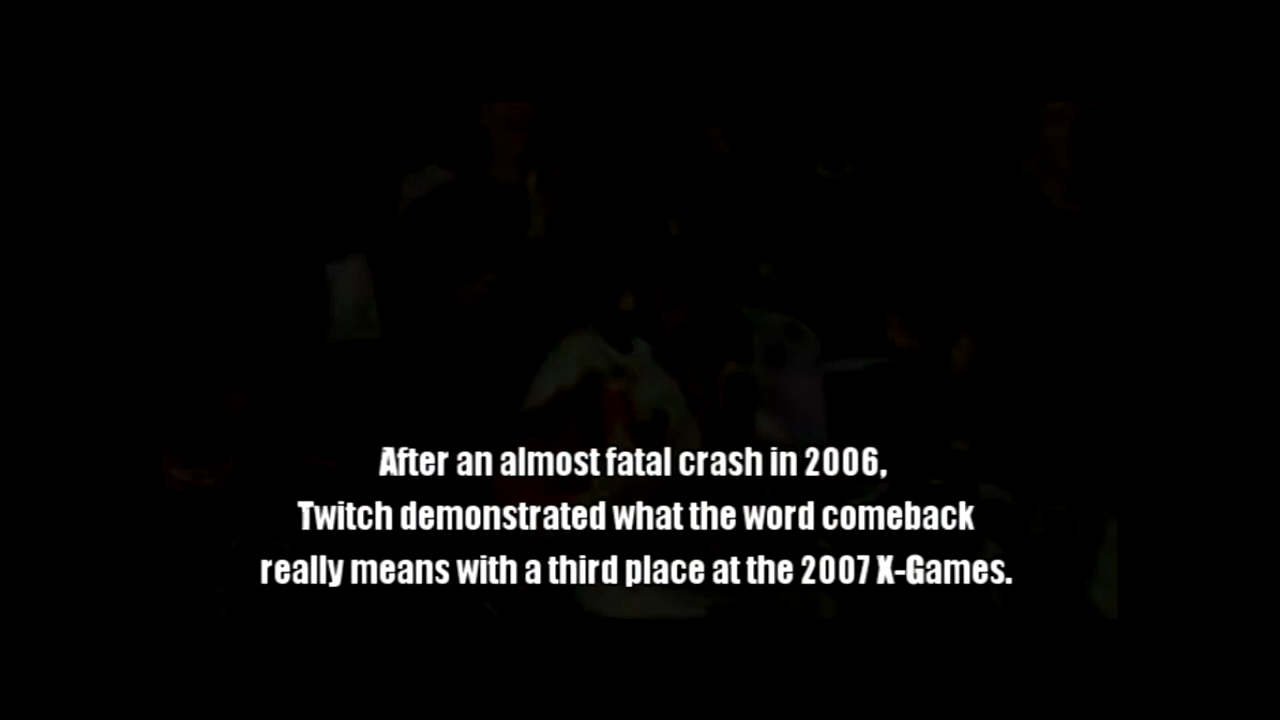 After an almost fatal crash in 2006,
Twitch demonstrated what the word comeback
really means with a third place at the 2007 X-Games.